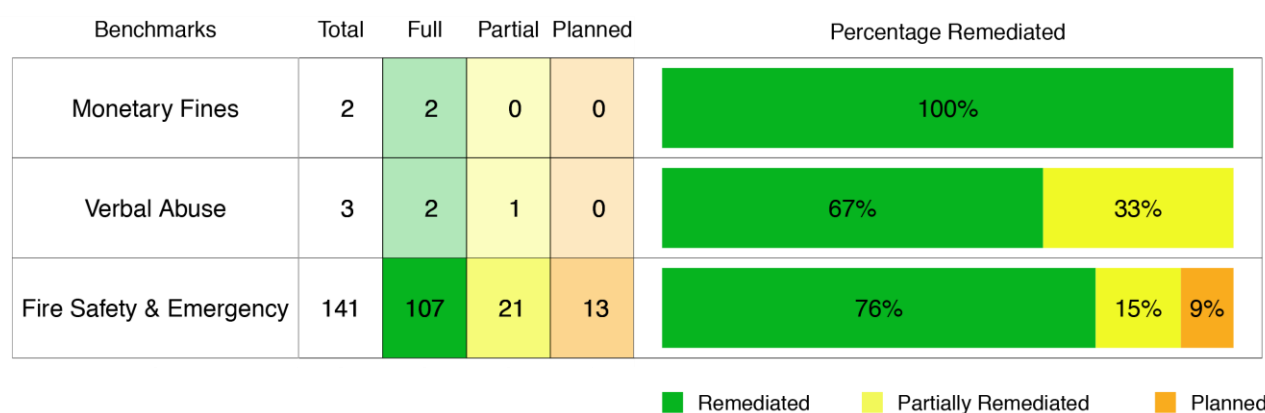 Benchmarks Total Full Partial Planned Percentage Remediated
Monetary Fines 2 2 0 0 100%
Verbal Abuse 3 2 1 0 67% 33%
Fire Safety & Emergency 141 107 21 13 76% 15% 9%
Remediated Partially Remediated Planned